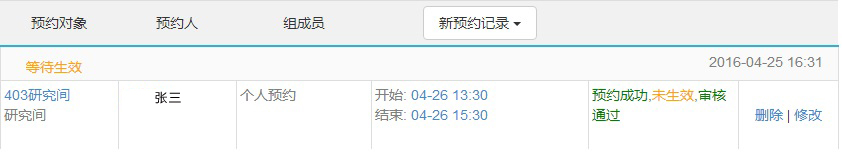 预约对象 预约人 组成员 新预约记录
等待生效 2016-04-25 16:31
403研究间 张三 个人预约 开始: 04-26 13:30 预约成功,未生效,审核
研究间 结束: 04-26 15:30 通过 删除 | 修改